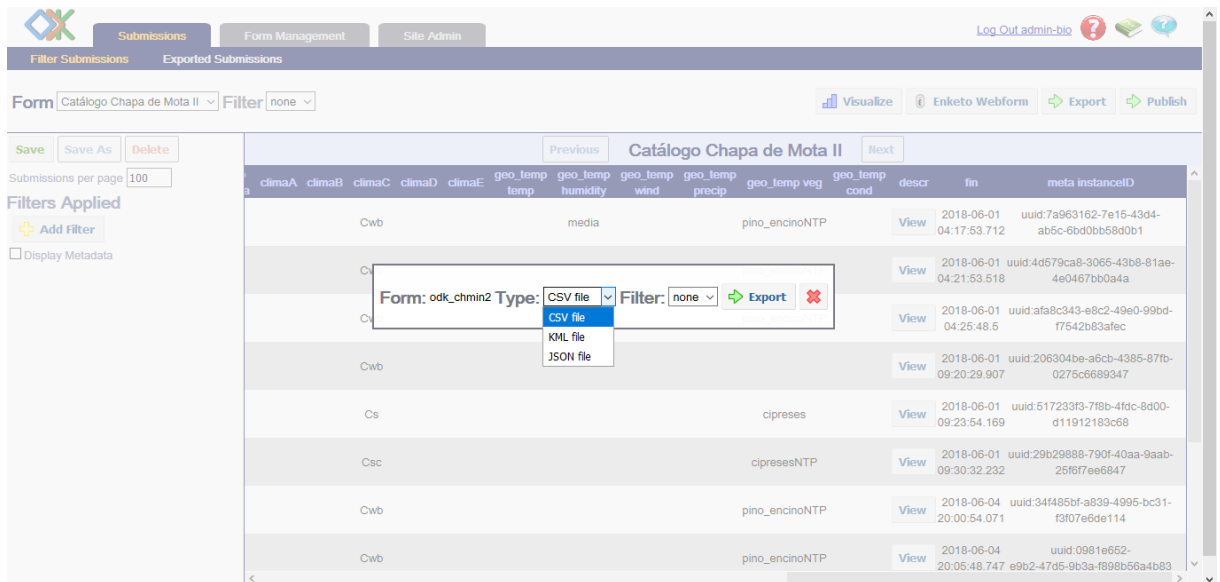 Submissions Form Management Site Admin Log Out admin-bio
Filter Submissions Exported Submissions
Form Catálogo Chapa de Mota II Filter none Visualize Enketo Webform Export Publish
Save Save As Delete Previous Catálogo Chapa de Mota II Next
Submissions per page 100
Filters Applied
Add Filter
Display Metadata
climaA climaB climaC climaD climaE geo_temp temp geo_temp humidity geo_temp wind geo_temp precip geo_temp veg geo_temp cond descr fin meta instanceID
Cwb media pino_encinoNTP View 2018-06-01 04:17:53.712 uuid:7a963162-7e15-43d4-ab5c-6bd0bb58d0b1
View 2018-06-01 04:21:53.518 uuid:4d579ca8-3065-43b8-81ae-4e0467bb0a4a
Form: odk_chmin2 Type: CSV file Filter: none Export
CSV file
KML file
JSON file
View 2018-06-01 04:25:48.5 uuid:afa8c343-e8c2-49e0-99bd-f7542b83afec
Cwb View 2018-06-01 09:20:29.907 uuid:206304be-a6cb-4385-87fb-0275c6689347
Cs cipreses View 2018-06-01 09:23:54.169 uuid:517233f3-7f8b-4fdc-8d00-d11912183c68
Csc cipresesNTP View 2018-06-01 09:30:32.232 uuid:29b29888-790f-40aa-9aab-25f6f7ee6847
Cwb pino_encinoNTP View 2018-06-04 20:00:54.071 uuid:34f485bf-a839-4995-bc31-f3f07e6de114
Cwb pino_encinoNTP View 2018-06-04 20:05:48.747 uuid:0981e652-e9b2-47d5-9b3a-f898b56a4b83